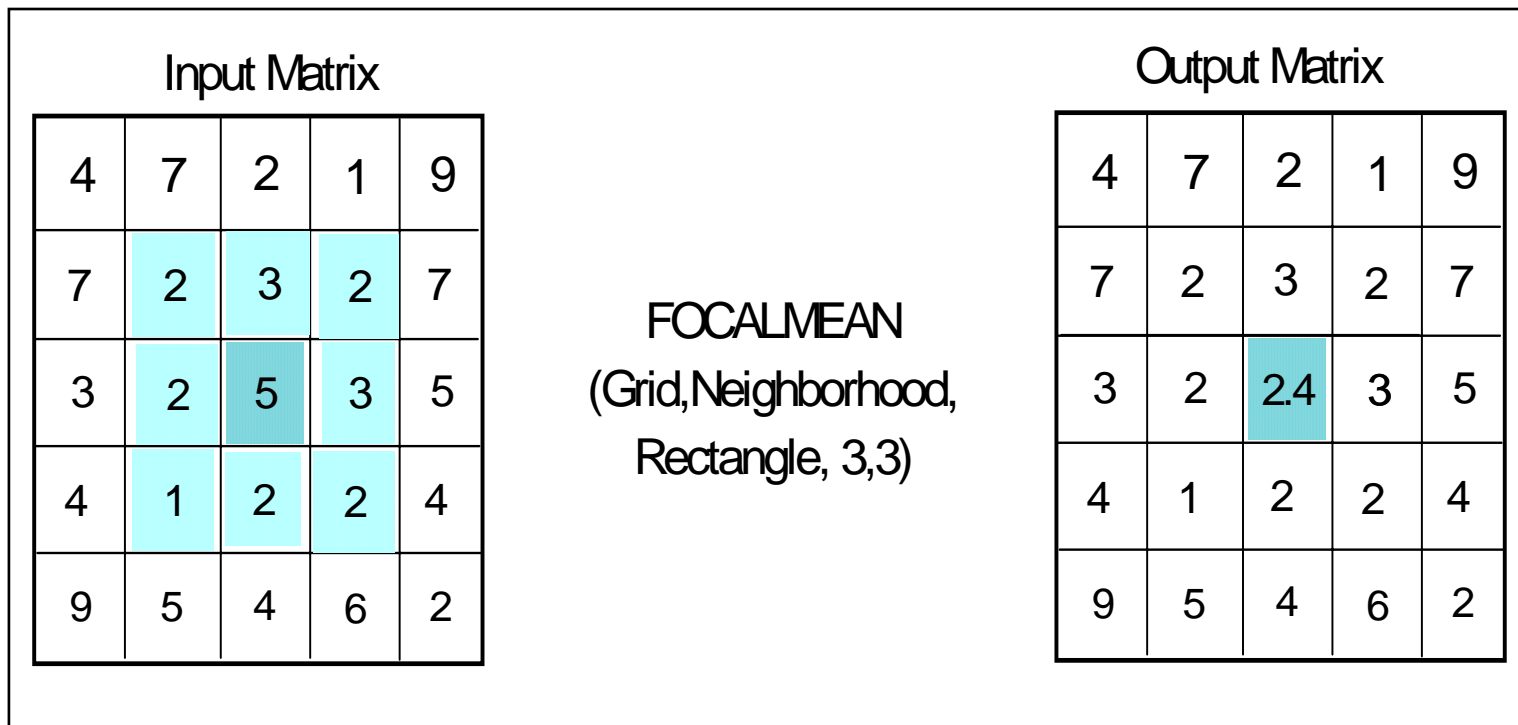 Input Matrix
4 7 2 1 9
7 2 3 2 7
3 2 5 3 5
4 1 2 2 4
9 5 4 6 2
FOCALMEAN
(Grid,Neighborhood,
Rectangle, 3,3)
Output Matrix
4 7 2 1 9
7 2 3 2 7
3 2 2.4 3 5
4 1 2 2 4
9 5 4 6 2